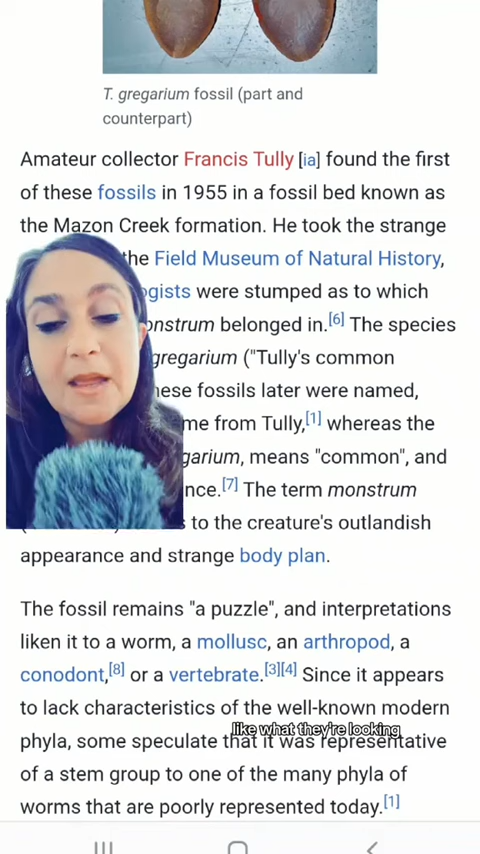 T. gregarium fossil (part and
counterpart)
Amateur collector Francis Tully [ia] found the first
of these fossils in 1955 in a fossil bed known as
the Mazon Creek formation. He took the strange
the Field Museum of Natural History,
were stumped as to which
belonged in.[6] The species
gregarium ("Tully's common
these fossils later were named,
from Tully,[1] whereas the
means "common", and
[7] The term monstrum
to the creature's outlandish
appearance and strange body plan.
The fossil remains "a puzzle", and interpretations
liken it to a worm, a mollusc, an arthropod, a
conodont,[8] or a vertebrate.[3][4] Since it appears
to lack characteristics of the well-known modern
like what they're looking
phyla, some speculate that it was representative
of a stem group to one of the many phyla of
worms that are poorly represented today.[1]